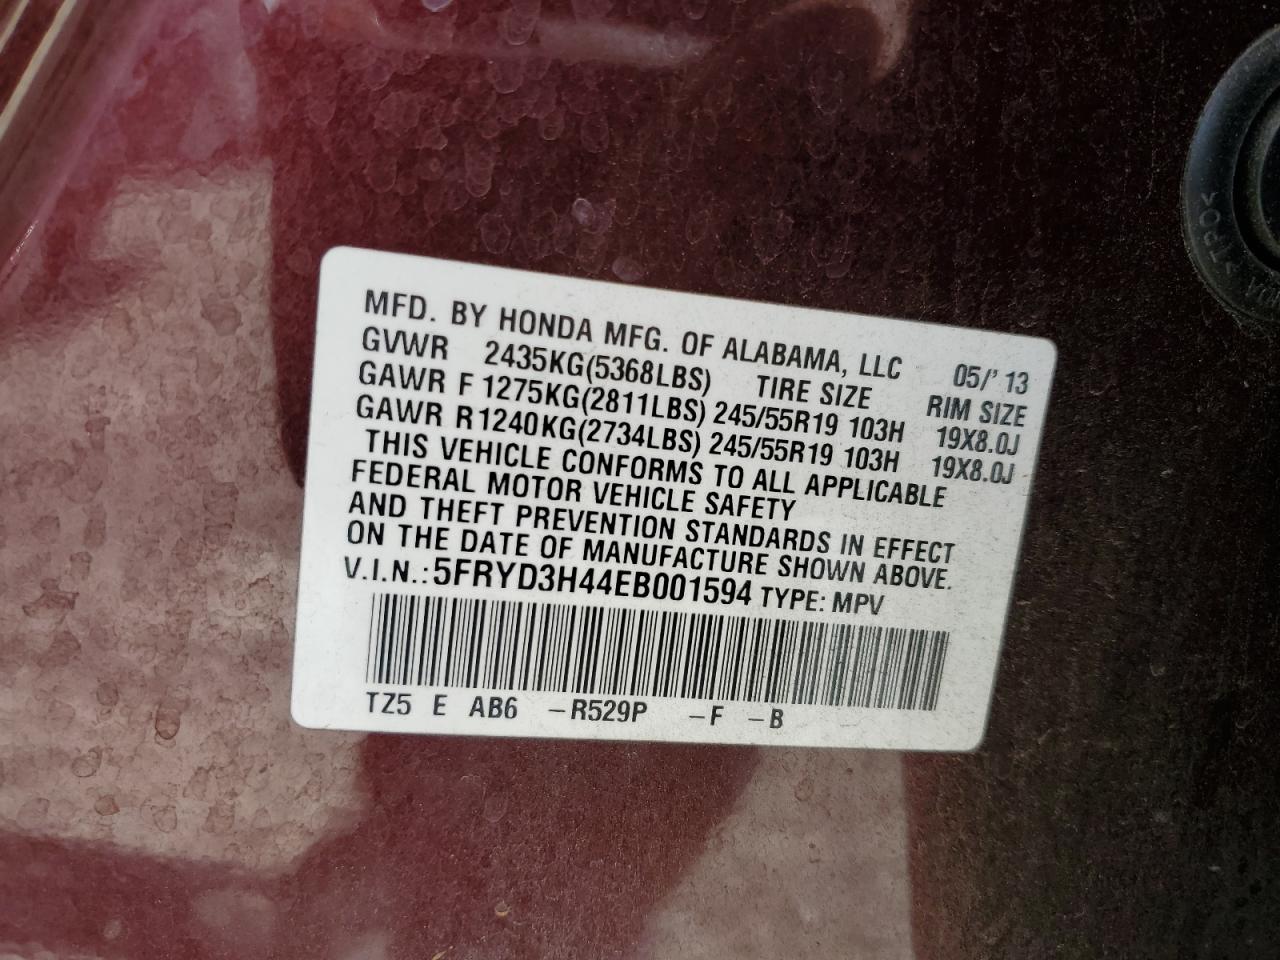 MFD. BY HONDA MFG. OF ALABAMA, LLC 05/'13
GVWR 2435KG(5368LBS) TIRE SIZE RIM SIZE
GAWR F 1275KG(2811LBS) 245/55R19 103H 19X8.0J
GAWR R 1240KG(2734LBS) 245/55R19 103H 19X8.0J
THIS VEHICLE CONFORMS TO ALL APPLICABLE
FEDERAL MOTOR VEHICLE SAFETY
AND THEFT PREVENTION STANDARDS IN EFFECT
ON THE DATE OF MANUFACTURE SHOWN ABOVE.
V.I.N.: 5FRYD3H44EB001594 TYPE: MPV
TZ5 E AB6 -R529P -F -B
>TPO<